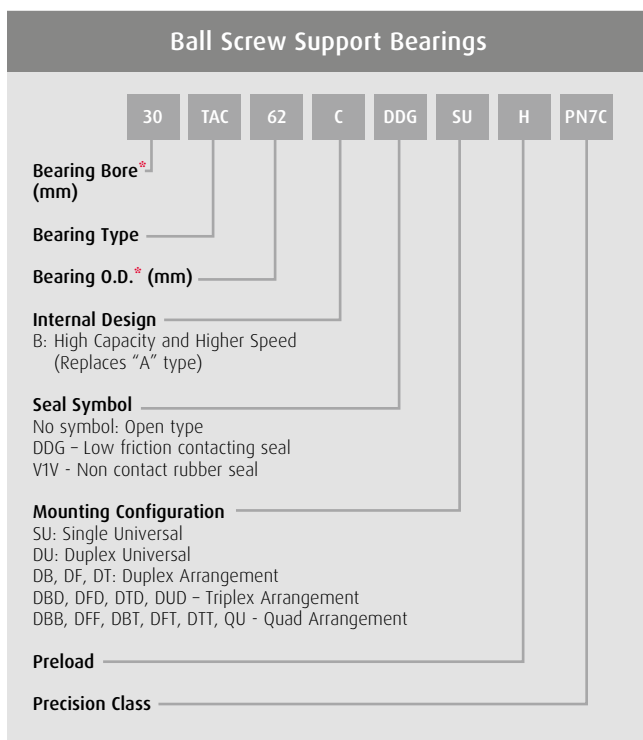 Ball Screw Support Bearings
30 TAC 62 C DDG SU H PN7C
Bearing Bore*
(mm)
Bearing Type
Bearing O.D.* (mm)
Internal Design
B: High Capacity and Higher Speed
(Replaces “A” type)
Seal Symbol
No symbol: Open type
DDG – Low friction contacting seal
V1V - Non contact rubber seal
Mounting Configuration
SU: Single Universal
DU: Duplex Universal
DB, DF, DT: Duplex Arrangement
DBD, DFD, DTD, DUD – Triplex Arrangement
DBB, DFF, DBT, DFT, DTT, QU - Quad Arrangement
Preload
Precision Class